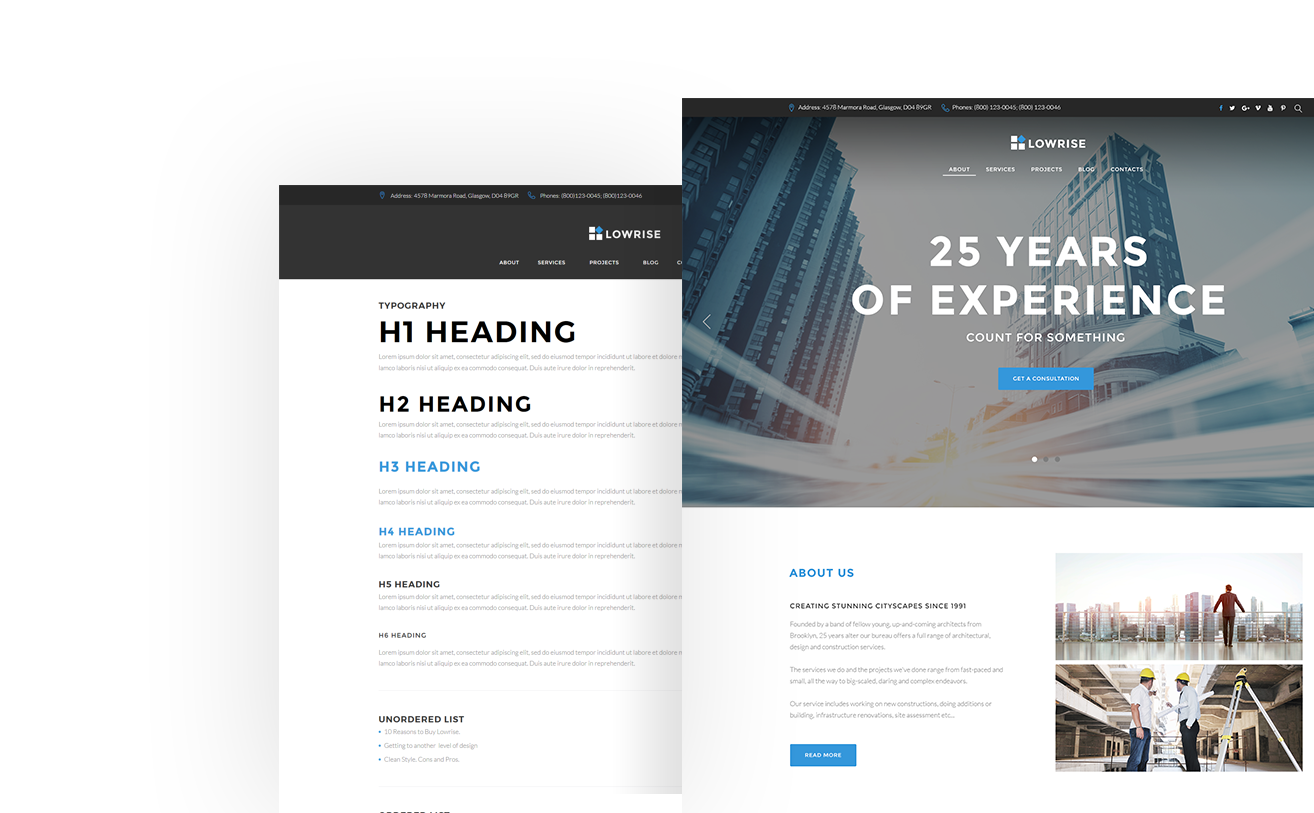 Address: 4578 Marmora Road, Glasgow, D04 89GR
Phones: (800)123-0045; (800)123-0046
LOWRISE
ABOUT SERVICES PROJECTS BLOG
TYPOGRAPHY
H1 HEADING
Lorem ipsum dolor sit amet, consectetur adipiscing elit, sed do eiusmod tempor incididunt ut labore et dolore
lamco laboris nisi ut aliquip ex ea commodo consequat. Duis aute irure dolor in reprehenderit.
H2 HEADING
Lorem ipsum dolor sit amet, consectetur adipiscing elit, sed do eiusmod tempor incididunt ut labore et dolore
lamco laboris nisi ut aliquip ex ea commodo consequat. Duis aute irure dolor in reprehenderit.
H3 HEADING
Lorem ipsum dolor sit amet, consectetur adipiscing elit, sed do eiusmod tempor incididunt ut labore et dolore
lamco laboris nisi ut aliquip ex ea commodo consequat. Duis aute irure dolor in reprehenderit.
H4 HEADING
Lorem ipsum dolor sit amet, consectetur adipiscing elit, sed do eiusmod tempor incididunt ut labore et dolore
lamco laboris nisi ut aliquip ex ea commodo consequat. Duis aute irure dolor in reprehenderit.
H5 HEADING
Lorem ipsum dolor sit amet, consectetur adipiscing elit, sed do eiusmod tempor incididunt ut labore et dolore
lamco laboris nisi ut aliquip ex ea commodo consequat. Duis aute irure dolor in reprehenderit.
H6 HEADING
Lorem ipsum dolor sit amet, consectetur adipiscing elit, sed do eiusmod tempor incididunt ut labore et dolore
lamco laboris nisi ut aliquip ex ea commodo consequat. Duis aute irure dolor in reprehenderit.
UNORDERED LIST
10 Reasons to Buy Lowrise.
Getting to another level of design
Clean Style, Cons and Pros.
Address: 4578 Marmora Road, Glasgow, D04 89GR
Phones: (800) 123-0045; (800) 123-0046
LOWRISE
ABOUT SERVICES PROJECTS BLOG CONTACTS
25 YEARS
OF EXPERIENCE
COUNT FOR SOMETHING
GET A CONSULTATION
ABOUT US
CREATING STUNNING CITYSCAPES SINCE 1991
Founded by a band of fellow young, up-and-coming architects from
Brooklyn, 25 years alter our bureau offers a full range of architectural,
design and construction services.
The services we do and the projects we've done range from fast-paced and
small, all the way to big-scaled, daring and complex endeavors.
Our service includes working on new constructions, doing additions or
building, infrastructure renovations, site assessment etc...
READ MORE